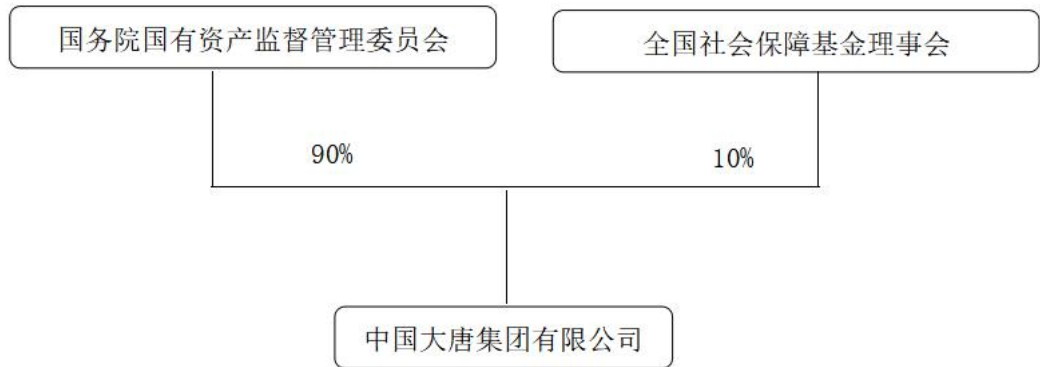 国务院国有资产监督管理委员会
全国社会保障基金理事会
90%
10%
中国大唐集团有限公司